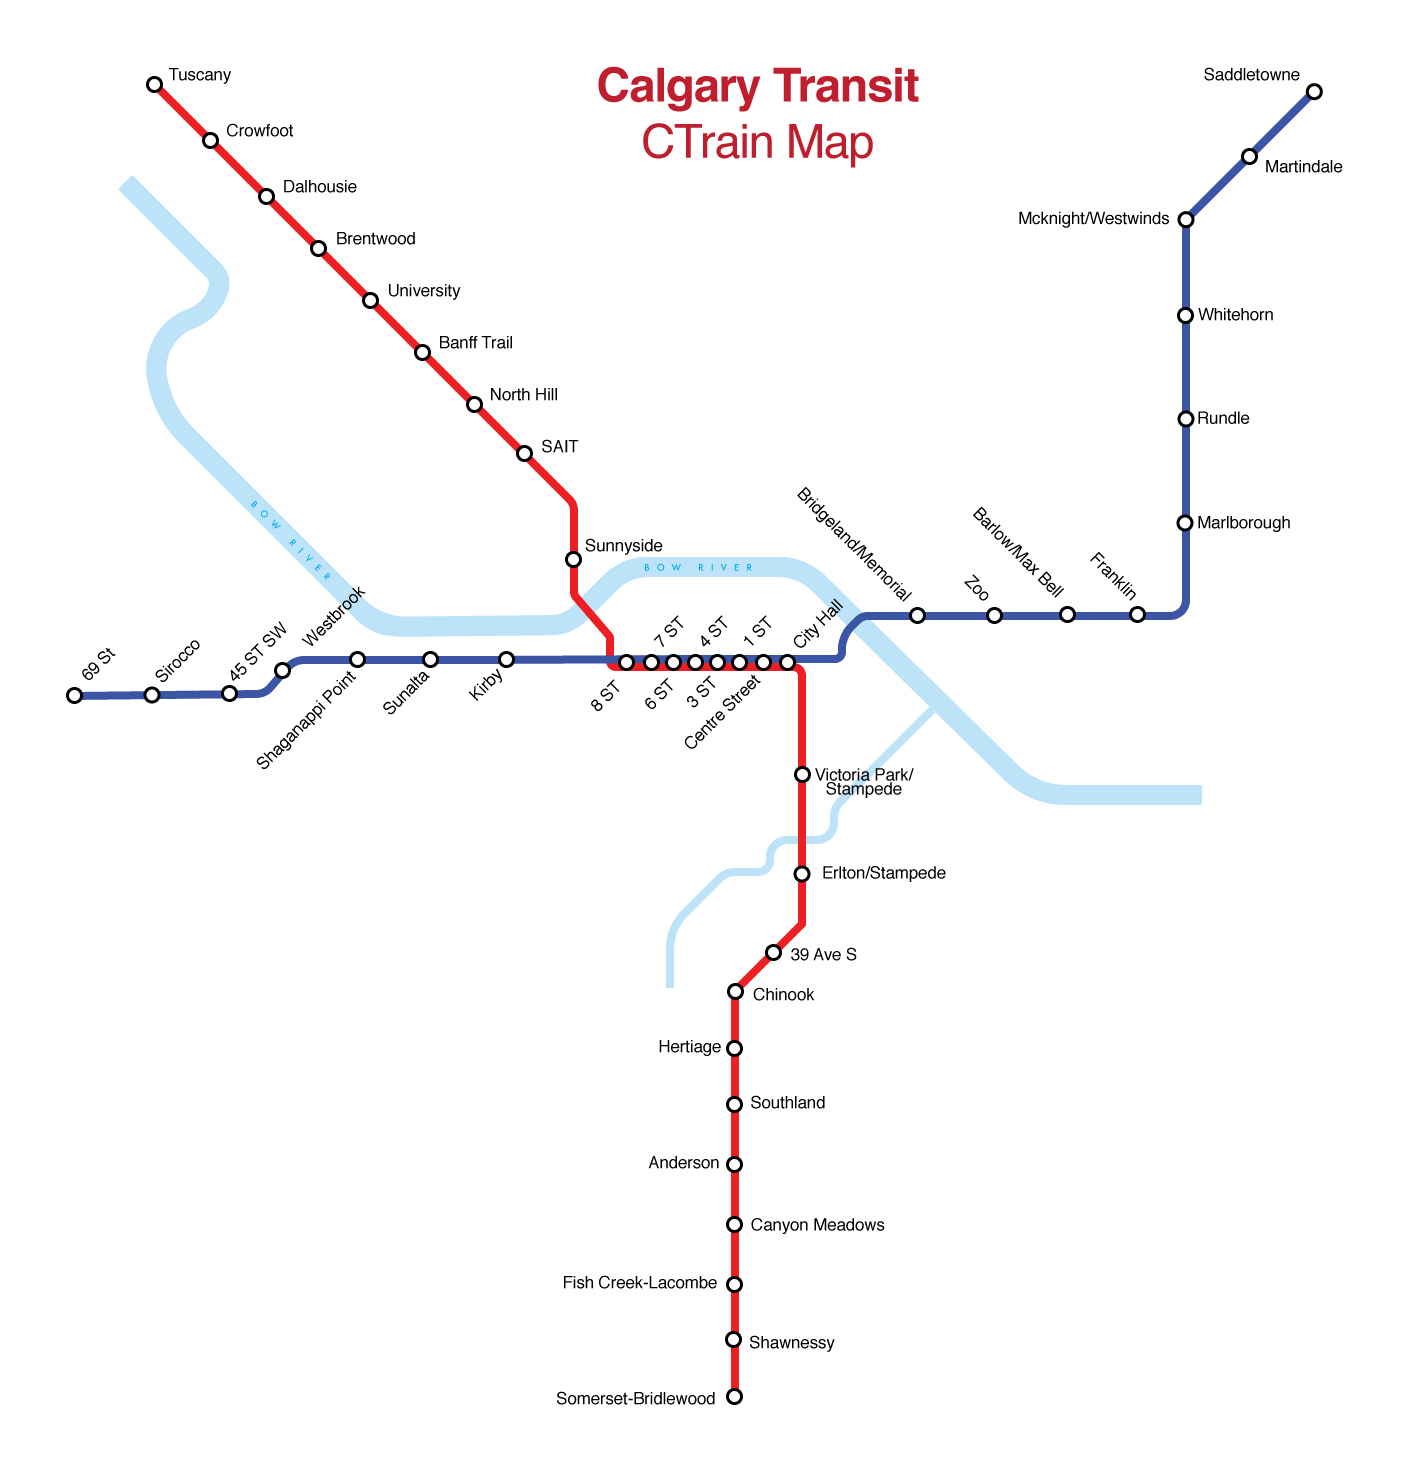 Calgary Transit
CTrain Map
Tuscany
Crowfoot
Dalhousie
Brentwood
University
Banff Trail
North Hill
SAIT
Sunnyside
Saddletowne
Martindale
Mcknight/Westwinds
Whitehorn
Rundle
Marlborough
Franklin
Barlow/Max Bell
Zoo
Bridgeland/Memorial
BOW RIVER
BOW RIVER
69 St
Sirocco
45 ST SW
Westbrook
Shaganappi Point
Sunalta
Kirby
8 ST
7 ST
6 ST
4 ST
3 ST
1 ST
Centre Street
City Hall
Victoria Park/
Stampede
Erlton/Stampede
39 Ave S
Chinook
Hertiage
Southland
Anderson
Canyon Meadows
Fish Creek-Lacombe
Shawnessy
Somerset-Bridlewood